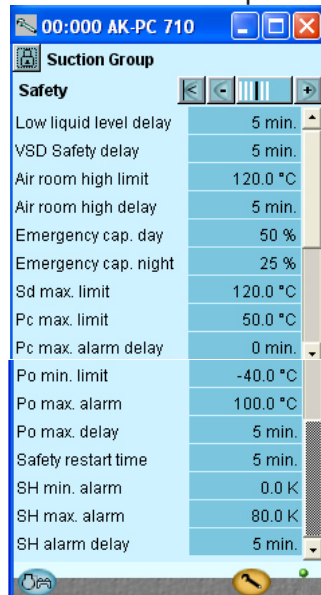 00:000 AK-PC 710
Suction Group
Safety
Low liquid level delay 5 min.
VSD Safety delay 5 min.
Air room high limit 120.0 °C
Air room high delay 5 min.
Emergency cap. day 50 %
Emergency cap. night 25 %
Sd max. limit 120.0 °C
Pc max. limit 50.0 °C
Pc max. alarm delay 0 min.
Po min. limit -40.0 °C
Po max. alarm 100.0 °C
Po max. delay 5 min.
Safety restart time 5 min.
SH min. alarm 0.0 K
SH max. alarm 80.0 K
SH alarm delay 5 min.